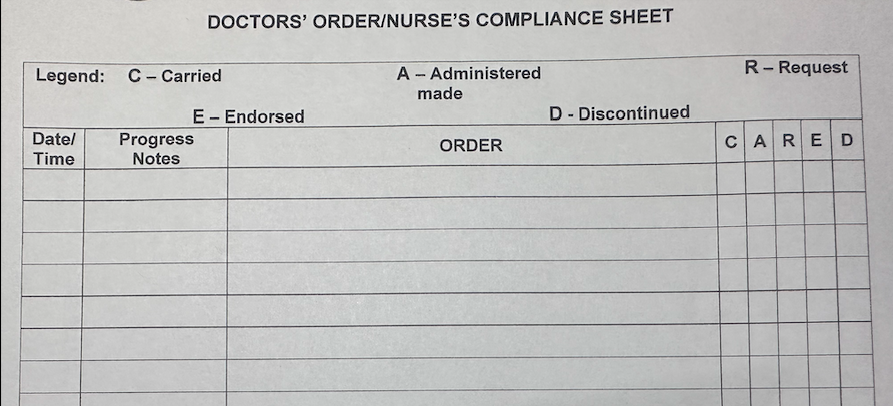 DOCTORS' ORDER/NURSE'S COMPLIANCE SHEET
Legend: C – Carried A – Administered R – Request
made
E – Endorsed D - Discontinued
Date/ Progress ORDER C A R E D
Time Notes